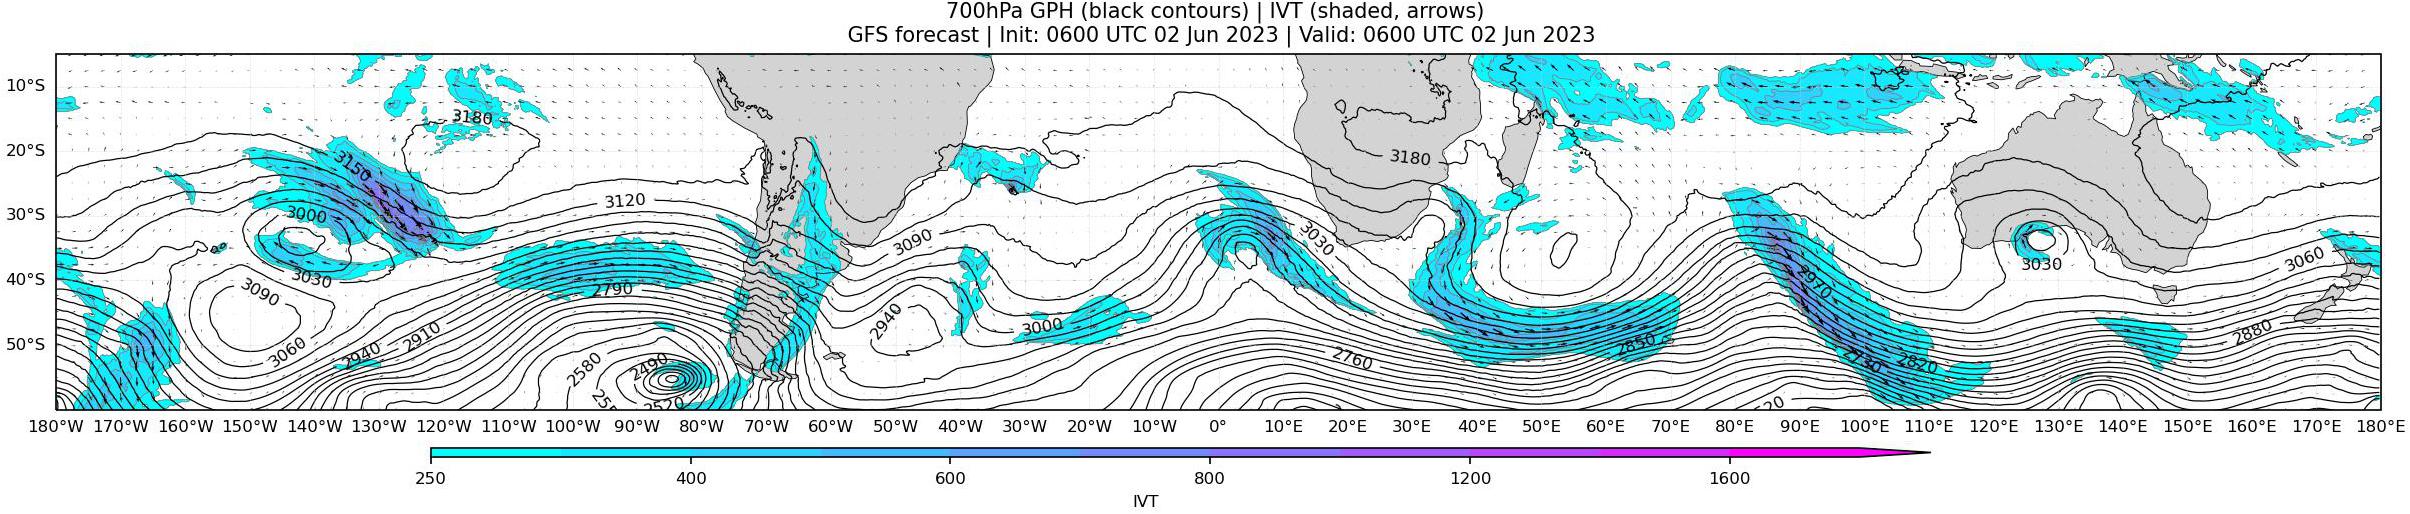 700hPa GPH (black contours) | IVT (shaded, arrows)
GFS forecast | Init: 0600 UTC 02 Jun 2023 | Valid: 0600 UTC 02 Jun 2023
10°S
20°S
30°S
40°S
50°S
3180
3150
3180
3120
3000
3090
3030
3030
3060
3030
3090
2790
2970
2940
3000
2910
3060
2940
2880
2850
2760
2730
2820
2580
2490
2520
180°W 170°W 160°W 150°W 140°W 130°W 120°W 110°W 100°W 90°W 80°W 70°W 60°W 50°W 40°W 30°W 20°W 10°W 0° 10°E 20°E 30°E 40°E 50°E 60°E 70°E 80°E 90°E 100°E 110°E 120°E 130°E 140°E 150°E 160°E 170°E 180°E
250 400 600 800 1200 1600
IVT